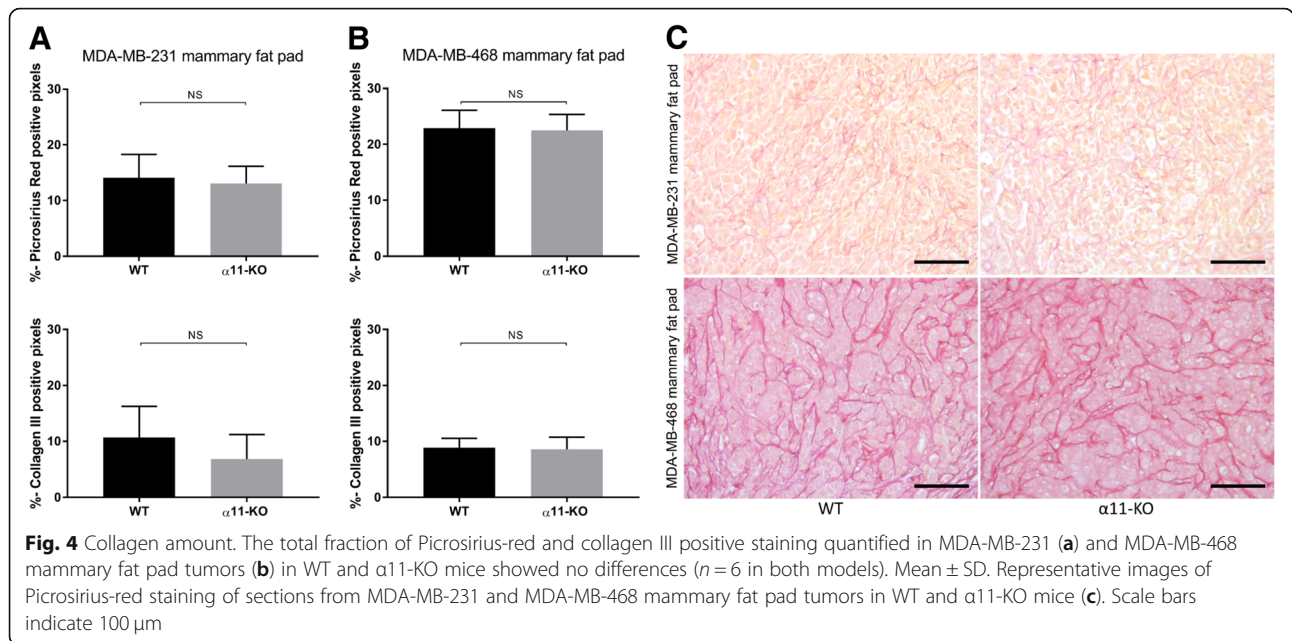 A
MDA-MB-231 mammary fat pad
%- Picrosirius Red positive pixels
30
20
10
0
NS
WT
α11-KO
%- Collagen III positive pixels
30
20
10
0
NS
WT
α11-KO
B
MDA-MB-468 mammary fat pad
%- Picrosirius Red positive pixels
30
20
10
0
NS
WT
α11-KO
%- Collagen III positive pixels
30
20
10
0
NS
WT
α11-KO
C
MDA-MB-231 mammary fat pad
MDA-MB-468 mammary fat pad
WT
α11-KO
Fig. 4 Collagen amount. The total fraction of Picrosirius-red and collagen III positive staining quantified in MDA-MB-231 (a) and MDA-MB-468
mammary fat pad tumors (b) in WT and α11-KO mice showed no differences (n = 6 in both models). Mean ± SD. Representative images of
Picrosirius-red staining of sections from MDA-MB-231 and MDA-MB-468 mammary fat pad tumors in WT and α11-KO mice (c). Scale bars
indicate 100 μm